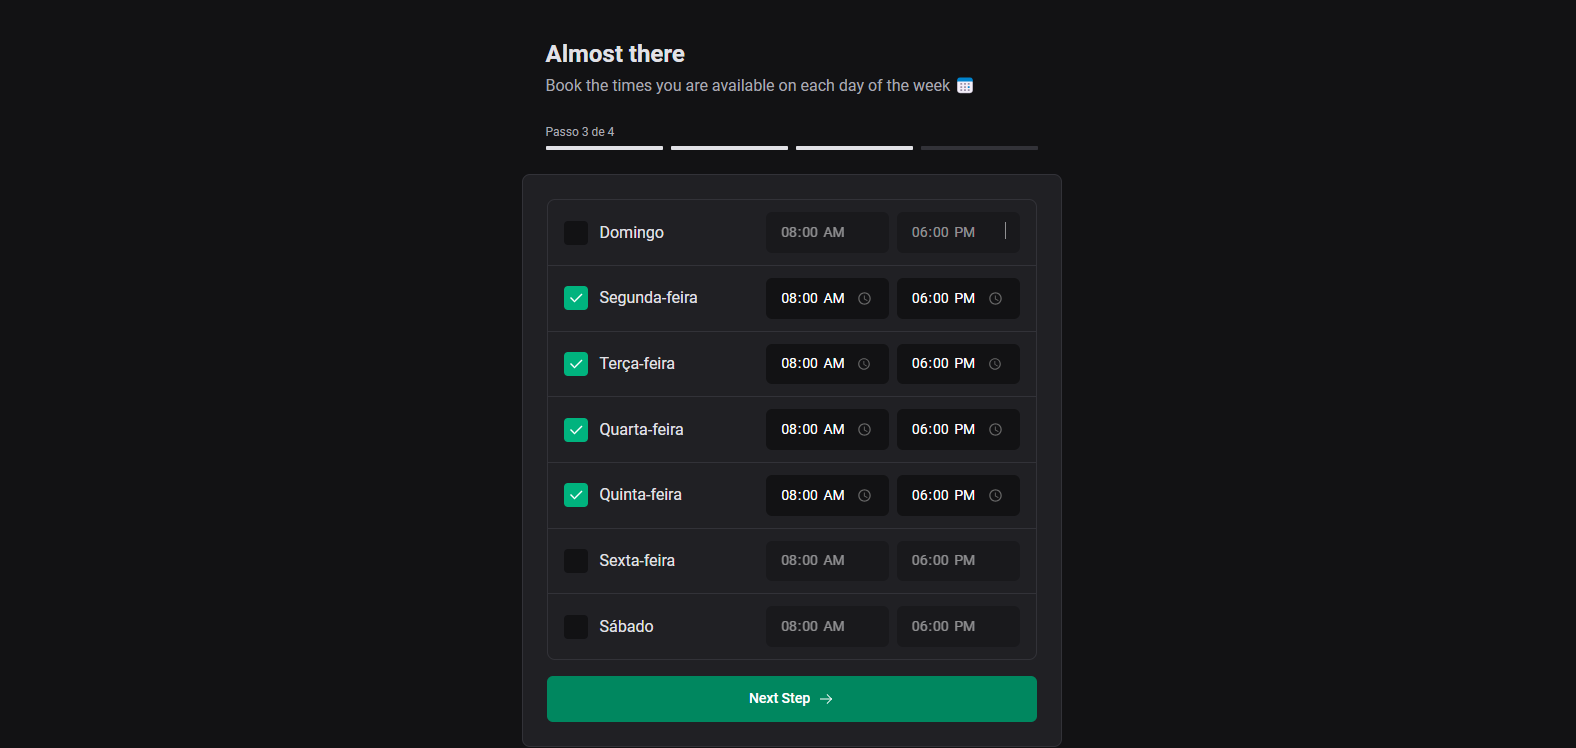 Almost there
Book the times you are available on each day of the week
Passo 3 de 4
Domingo 08:00 AM 06:00 PM
Segunda-feira 08:00 AM 06:00 PM
Terça-feira 08:00 AM 06:00 PM
Quarta-feira 08:00 AM 06:00 PM
Quinta-feira 08:00 AM 06:00 PM
Sexta-feira 08:00 AM 06:00 PM
Sábado 08:00 AM 06:00 PM
Next Step →